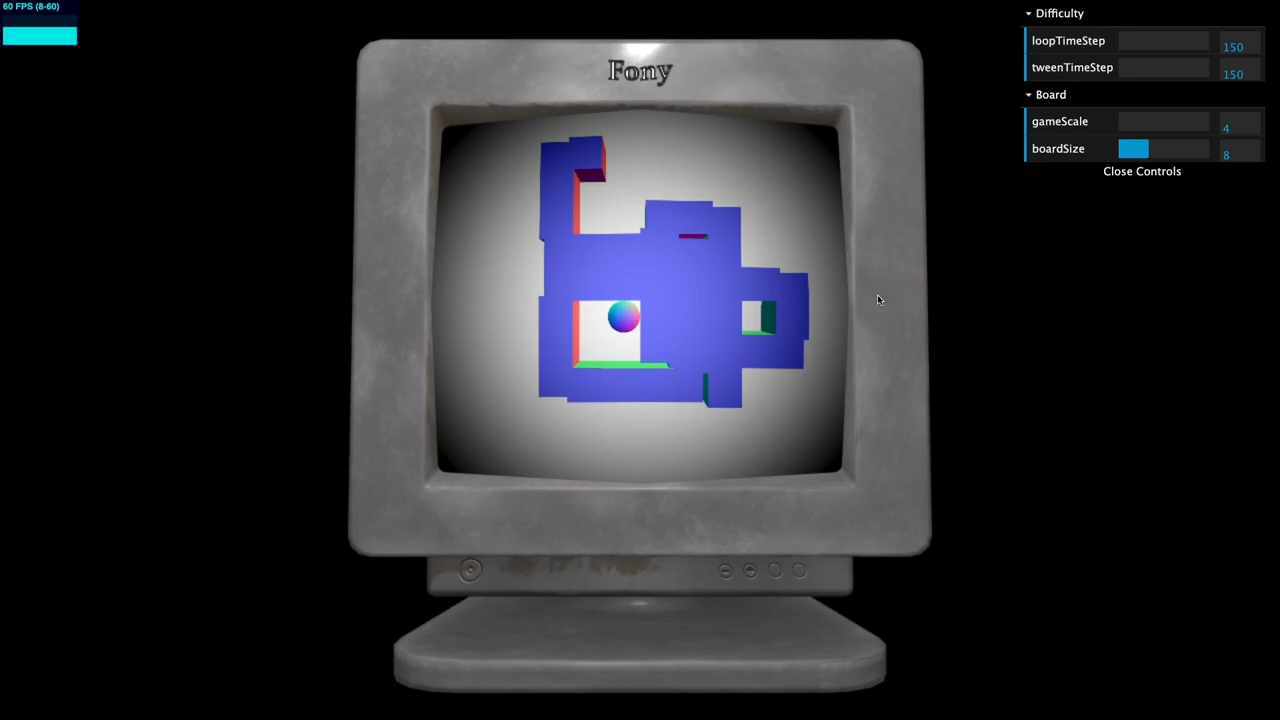 60 FPS (8-60)
Fony
Difficulty
loopTimeStep 150
tweenTimeStep 150
Board
gameScale 4
boardSize 8
Close Controls